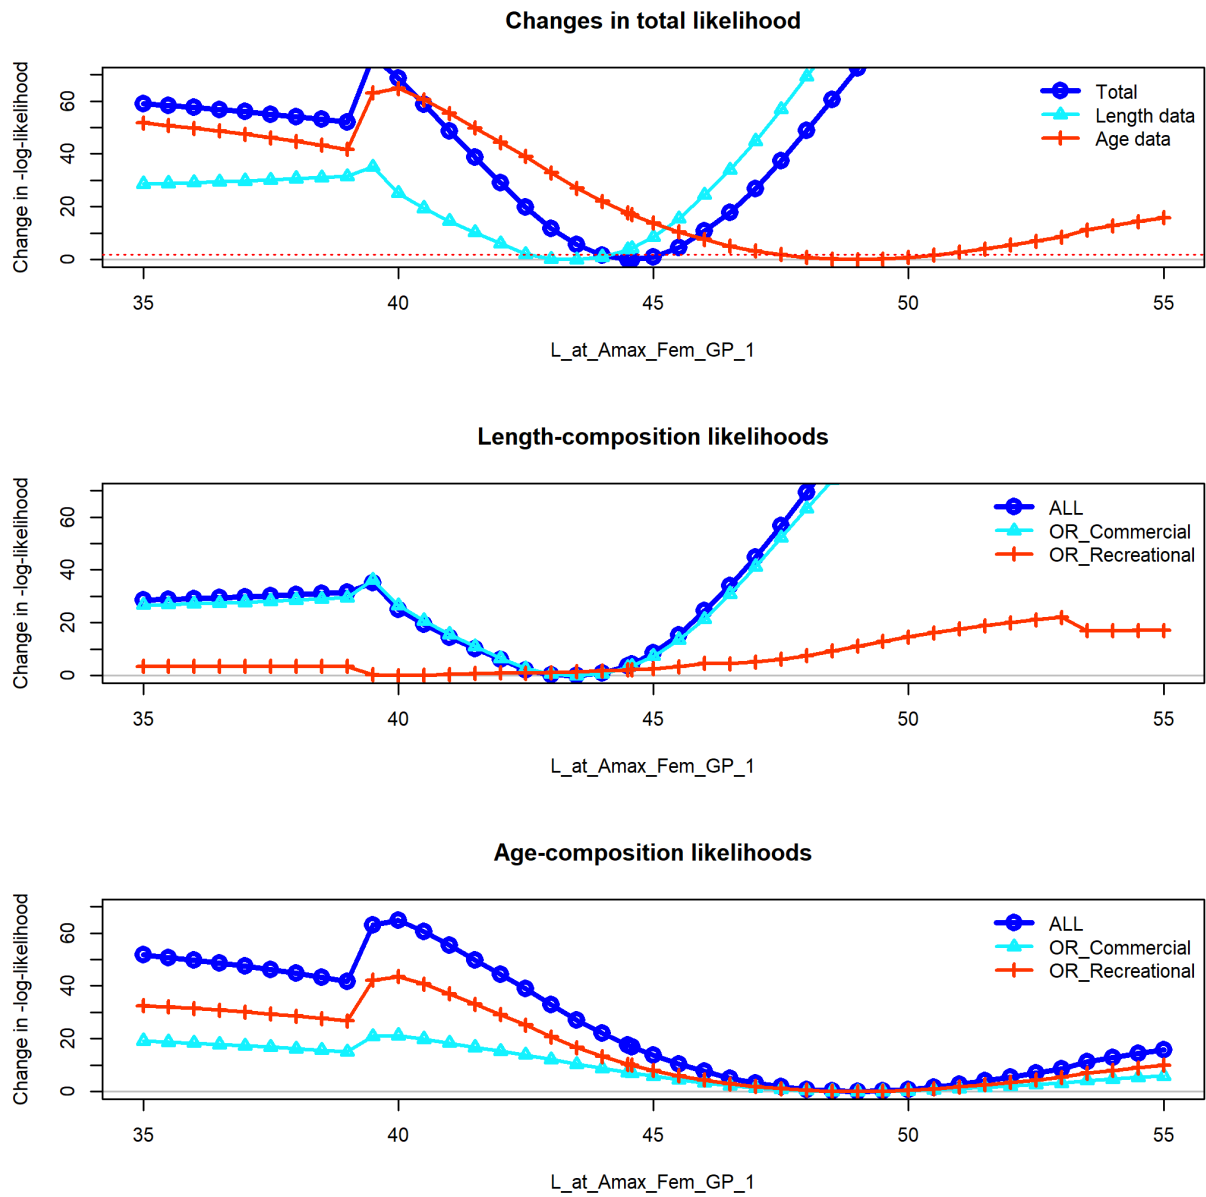 Changes in total likelihood
Change in -log-likelihood
0 20 40 60
Total
Length data
Age data
35 40 45 50 55
L_at_Amax_Fem_GP_1
Length-composition likelihoods
Change in -log-likelihood
0 20 40 60
ALL
OR_Commercial
OR_Recreational
35 40 45 50 55
L_at_Amax_Fem_GP_1
Age-composition likelihoods
Change in -log-likelihood
0 20 40 60
ALL
OR_Commercial
OR_Recreational
35 40 45 50 55
L_at_Amax_Fem_GP_1